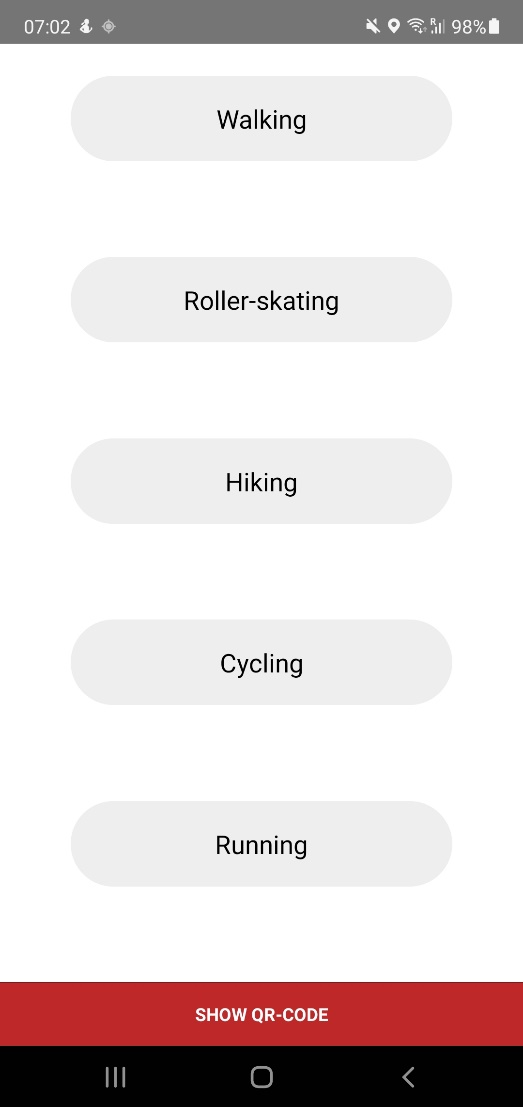 07:02 R 98%
Walking
Roller-skating
Hiking
Cycling
Running
SHOW QR-CODE